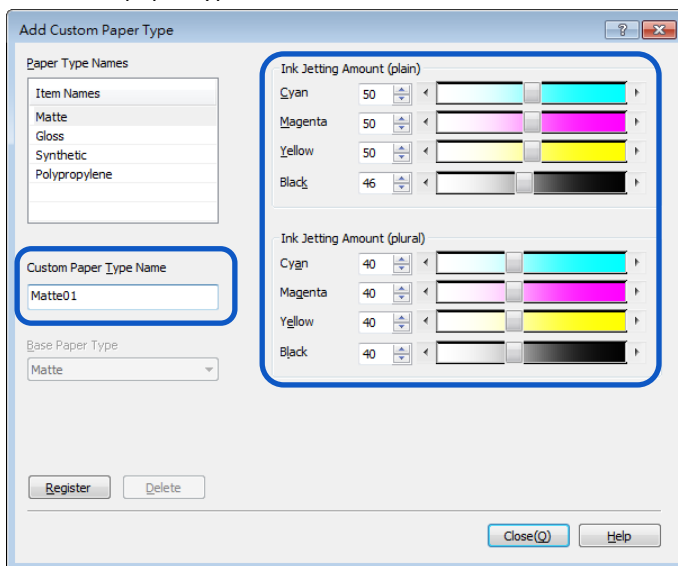 Add Custom Paper Type
Paper Type Names
Item Names
Matte
Gloss
Synthetic
Polypropylene
Custom Paper Type Name
Matte01
Base Paper Type
Matte
Register Delete
Ink Jetting Amount (plain)
Cyan 50
Magenta 50
Yellow 50
Black 46
Ink Jetting Amount (plural)
Cyan 40
Magenta 40
Yellow 40
Black 40
Close(Q) Help